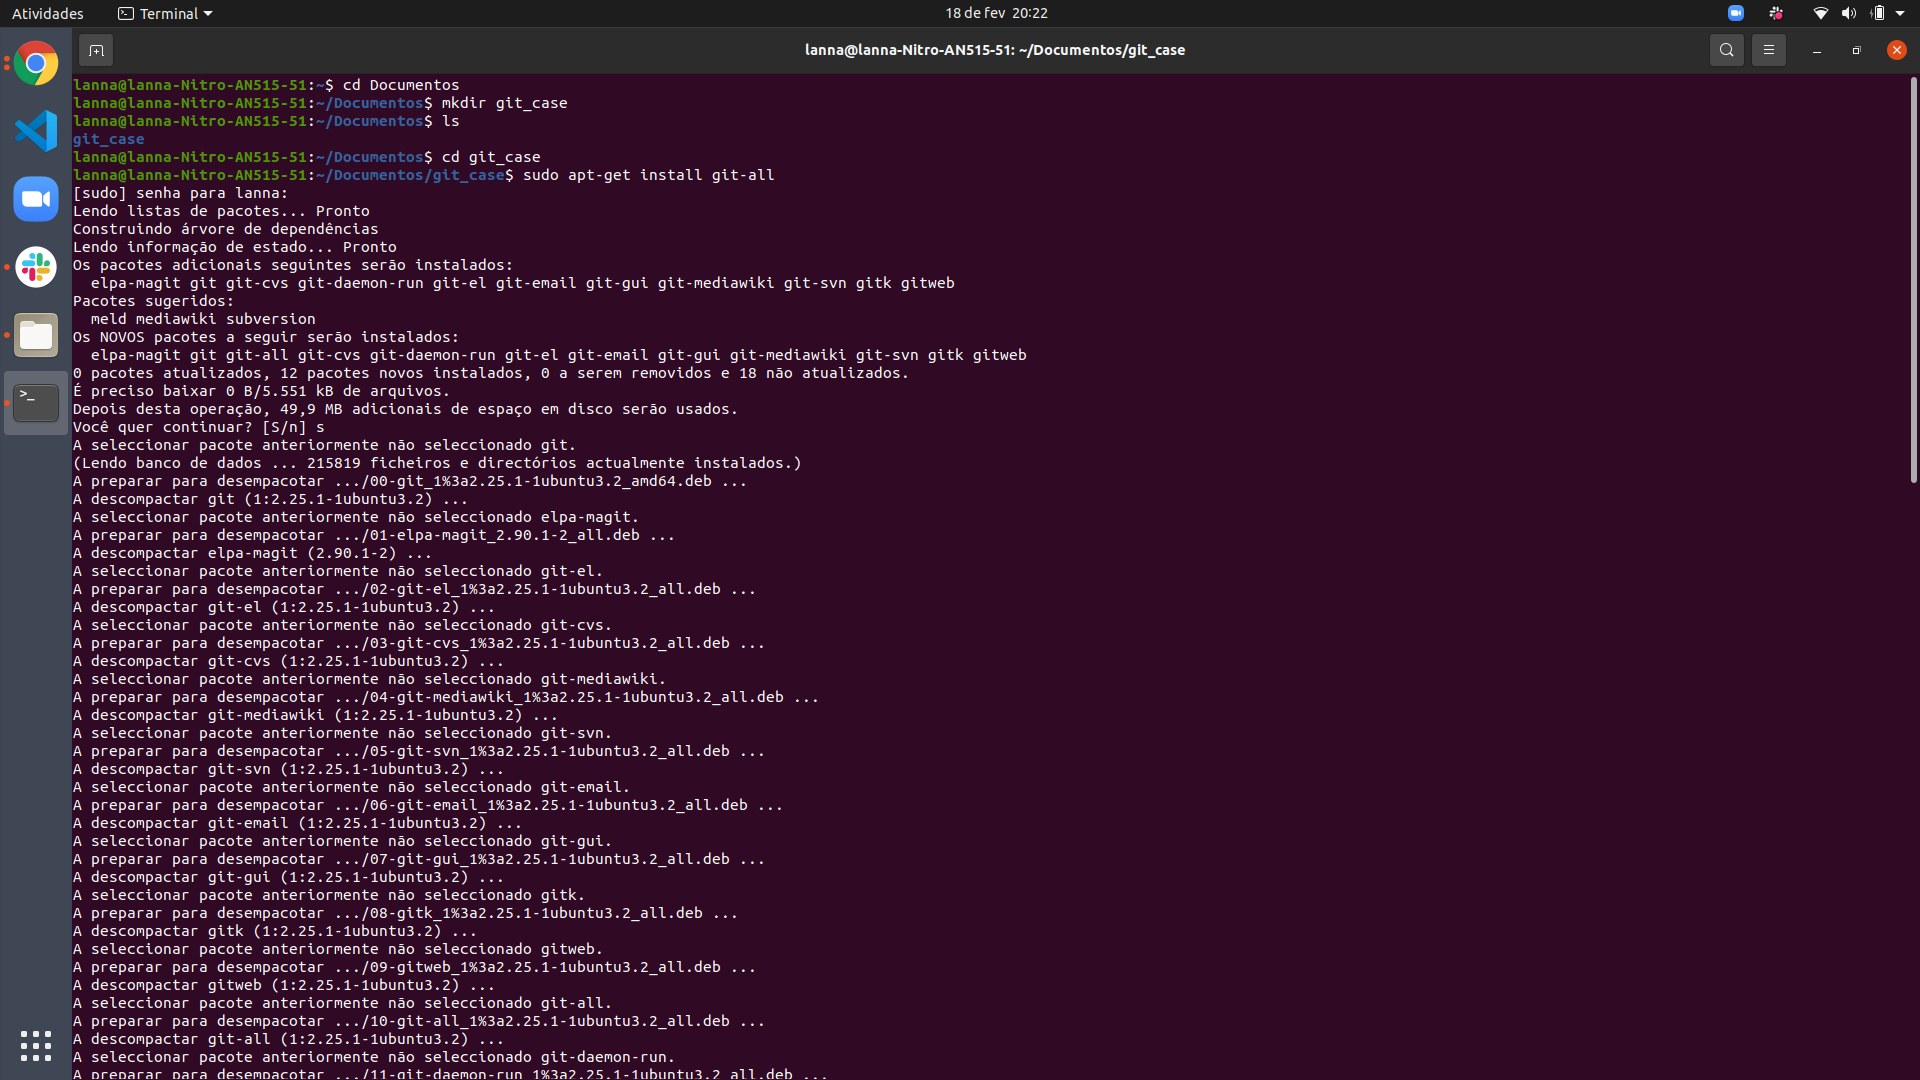 Atividades
Terminal
18 de fev 20:22
lanna@lanna-Nitro-AN515-51: ~/Documentos/git_case
lanna@lanna-Nitro-AN515-51:~$ cd Documentos
lanna@lanna-Nitro-AN515-51:~/Documentos$ mkdir git_case
lanna@lanna-Nitro-AN515-51:~/Documentos$ ls
git_case
lanna@lanna-Nitro-AN515-51:~/Documentos$ cd git_case
lanna@lanna-Nitro-AN515-51:~/Documentos/git_case$ sudo apt-get install git-all
[sudo] senha para lanna:
Lendo listas de pacotes... Pronto
Construindo árvore de dependências
Lendo informação de estado... Pronto
Os pacotes adicionais seguintes serão instalados:
  elpa-magit git git-cvs git-daemon-run git-el git-email git-gui git-mediawiki git-svn gitk gitweb
Pacotes sugeridos:
  meld mediawiki subversion
Os NOVOS pacotes a seguir serão instalados:
  elpa-magit git git-all git-cvs git-daemon-run git-el git-email git-gui git-mediawiki git-svn gitk gitweb
0 pacotes atualizados, 12 pacotes novos instalados, 0 a serem removidos e 18 não atualizados.
É preciso baixar 0 B/5.551 kB de arquivos.
Depois desta operação, 49,9 MB adicionais de espaço em disco serão usados.
Você quer continuar? [S/n] s
A seleccionar pacote anteriormente não seleccionado git.
(Lendo banco de dados ... 215819 ficheiros e directórios actualmente instalados.)
A preparar para desempacotar .../00-git_1%3a2.25.1-1ubuntu3.2_amd64.deb ...
A descompactar git (1:2.25.1-1ubuntu3.2) ...
A seleccionar pacote anteriormente não seleccionado elpa-magit.
A preparar para desempacotar .../01-elpa-magit_2.90.1-2_all.deb ...
A descompactar elpa-magit (2.90.1-2) ...
A seleccionar pacote anteriormente não seleccionado git-el.
A preparar para desempacotar .../02-git-el_1%3a2.25.1-1ubuntu3.2_all.deb ...
A descompactar git-el (1:2.25.1-1ubuntu3.2) ...
A seleccionar pacote anteriormente não seleccionado git-cvs.
A preparar para desempacotar .../03-git-cvs_1%3a2.25.1-1ubuntu3.2_all.deb ...
A descompactar git-cvs (1:2.25.1-1ubuntu3.2) ...
A seleccionar pacote anteriormente não seleccionado git-mediawiki.
A preparar para desempacotar .../04-git-mediawiki_1%3a2.25.1-1ubuntu3.2_all.deb ...
A descompactar git-mediawiki (1:2.25.1-1ubuntu3.2) ...
A seleccionar pacote anteriormente não seleccionado git-svn.
A preparar para desempacotar .../05-git-svn_1%3a2.25.1-1ubuntu3.2_all.deb ...
A descompactar git-svn (1:2.25.1-1ubuntu3.2) ...
A seleccionar pacote anteriormente não seleccionado git-email.
A preparar para desempacotar .../06-git-email_1%3a2.25.1-1ubuntu3.2_all.deb ...
A descompactar git-email (1:2.25.1-1ubuntu3.2) ...
A seleccionar pacote anteriormente não seleccionado git-gui.
A preparar para desempacotar .../07-git-gui_1%3a2.25.1-1ubuntu3.2_all.deb ...
A descompactar git-gui (1:2.25.1-1ubuntu3.2) ...
A seleccionar pacote anteriormente não seleccionado gitk.
A preparar para desempacotar .../08-gitk_1%3a2.25.1-1ubuntu3.2_all.deb ...
A descompactar gitk (1:2.25.1-1ubuntu3.2) ...
A seleccionar pacote anteriormente não seleccionado gitweb.
A preparar para desempacotar .../09-gitweb_1%3a2.25.1-1ubuntu3.2_all.deb ...
A descompactar gitweb (1:2.25.1-1ubuntu3.2) ...
A seleccionar pacote anteriormente não seleccionado git-all.
A preparar para desempacotar .../10-git-all_1%3a2.25.1-1ubuntu3.2_all.deb ...
A descompactar git-all (1:2.25.1-1ubuntu3.2) ...
A seleccionar pacote anteriormente não seleccionado git-daemon-run.
A preparar para desempacotar .../11-git-daemon-run_1%3a2.25.1-1ubuntu3.2_all.deb ...